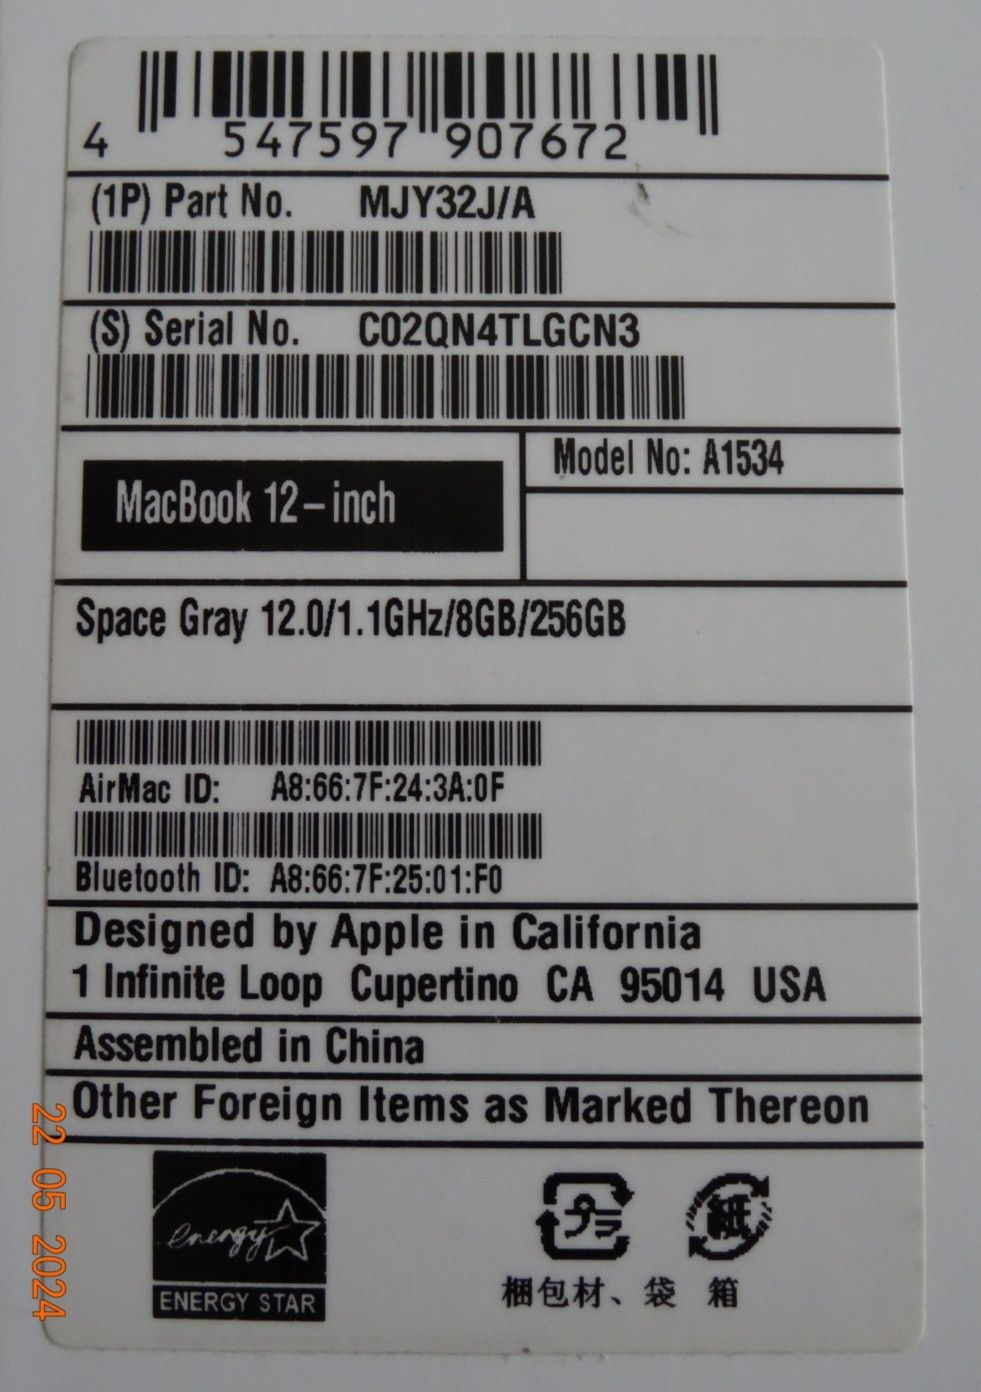 4 547597 907672
(1P) Part No. MJY32J/A
(S) Serial No. C02QN4TLGCN3
MacBook 12-inch
Model No: A1534
Space Gray 12.0/1.1GHz/8GB/256GB
AirMac ID: A8:66:7F:24:3A:0F
Bluetooth ID: A8:66:7F:25:01:F0
Designed by Apple in California
1 Infinite Loop Cupertino CA 95014 USA
Assembled in China
Other Foreign Items as Marked Thereon
energy
ENERGY STAR
プラ
紙
梱包材、袋 箱
22 05 2024